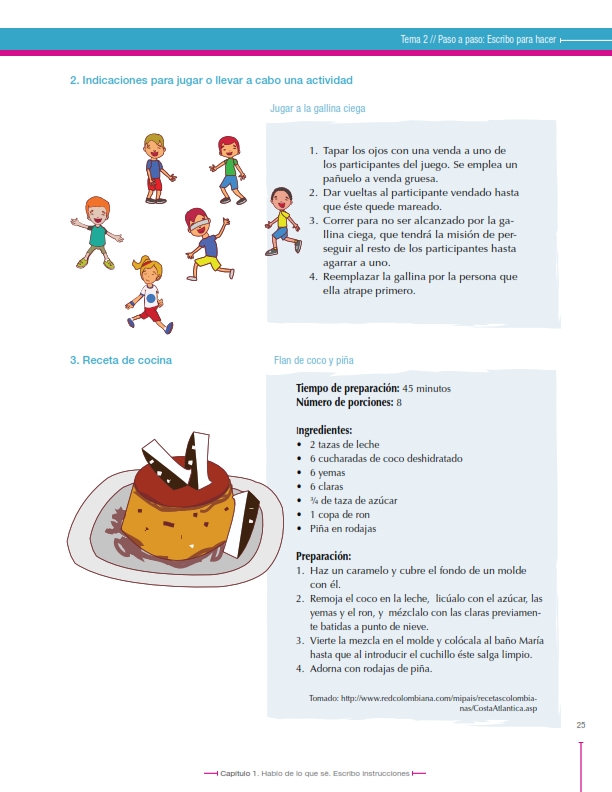 Tema 2 // Paso a paso: Escribo para hacer
2. Indicaciones para jugar o llevar a cabo una actividad
Jugar a la gallina ciega
1. Tapar los ojos con una venda a uno de
los participantes del juego. Se emplea un
pañuelo a venda gruesa.
2. Dar vueltas al participante vendado hasta
que éste quede mareado.
3. Correr para no ser alcanzado por la ga-
llina ciega, que tendrá la misión de per-
seguir al resto de los participantes hasta
agarrar a uno.
4. Reemplazar la gallina por la persona que
ella atrape primero.
3. Receta de cocina
Flan de coco y piña
Tiempo de preparación: 45 minutos
Número de porciones: 8
Ingredientes:
• 2 tazas de leche
• 6 cucharadas de coco deshidratado
• 6 yemas
• 6 claras
• ¾ de taza de azúcar
• 1 copa de ron
• Piña en rodajas
Preparación:
1. Haz un caramelo y cubre el fondo de un molde
con él.
2. Remoja el coco en la leche, licúalo con el azúcar, las
yemas y el ron, y mézclalo con las claras previamen-
te batidas a punto de nieve.
3. Vierte la mezcla en el molde y colócala al baño María
hasta que al introducir el cuchillo éste salga limpio.
4. Adorna con rodajas de piña.
Tomado: http://www.redcolombiana.com/mipais/recetascolombia-
nas/CostaAtlantica.asp
25
Capítulo 1. Hablo de lo que sé. Escribo instrucciones